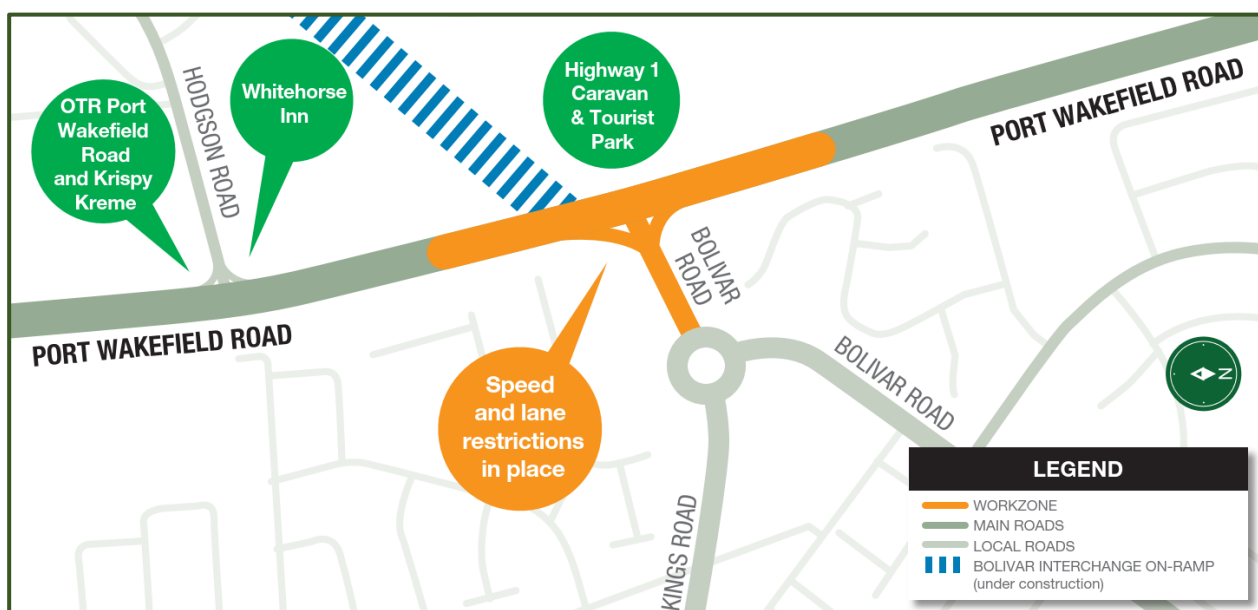 OTR Port
Wakefield
Road
and Krispy
Kreme
HODGSON ROAD
Whitehorse
Inn
Highway 1
Caravan
& Tourist
Park
PORT WAKEFIELD ROAD
BOLIVAR
ROAD
PORT WAKEFIELD ROAD
Speed
and lane
restrictions
in place
BOLIVAR ROAD
KINGS ROAD
N
LEGEND
WORKZONE
MAIN ROADS
LOCAL ROADS
BOLIVAR INTERCHANGE ON-RAMP
(under construction)